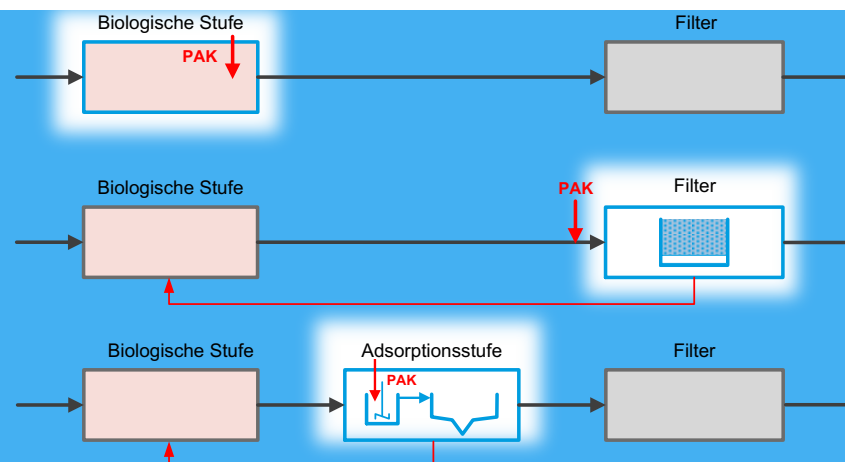 Biologische Stufe
Filter
PAK
Biologische Stufe
PAK
Filter
Biologische Stufe
Adsorptionsstufe
Filter
PAK